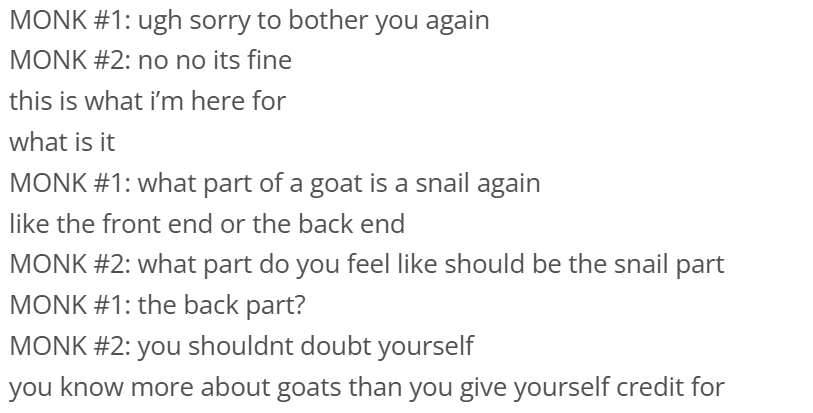 MONK #1: ugh sorry to bother you again
MONK #2: no no its fine
this is what i’m here for
what is it
MONK #1: what part of a goat is a snail again
like the front end or the back end
MONK #2: what part do you feel like should be the snail part
MONK #1: the back part?
MONK #2: you shouldnt doubt yourself
you know more about goats than you give yourself credit for